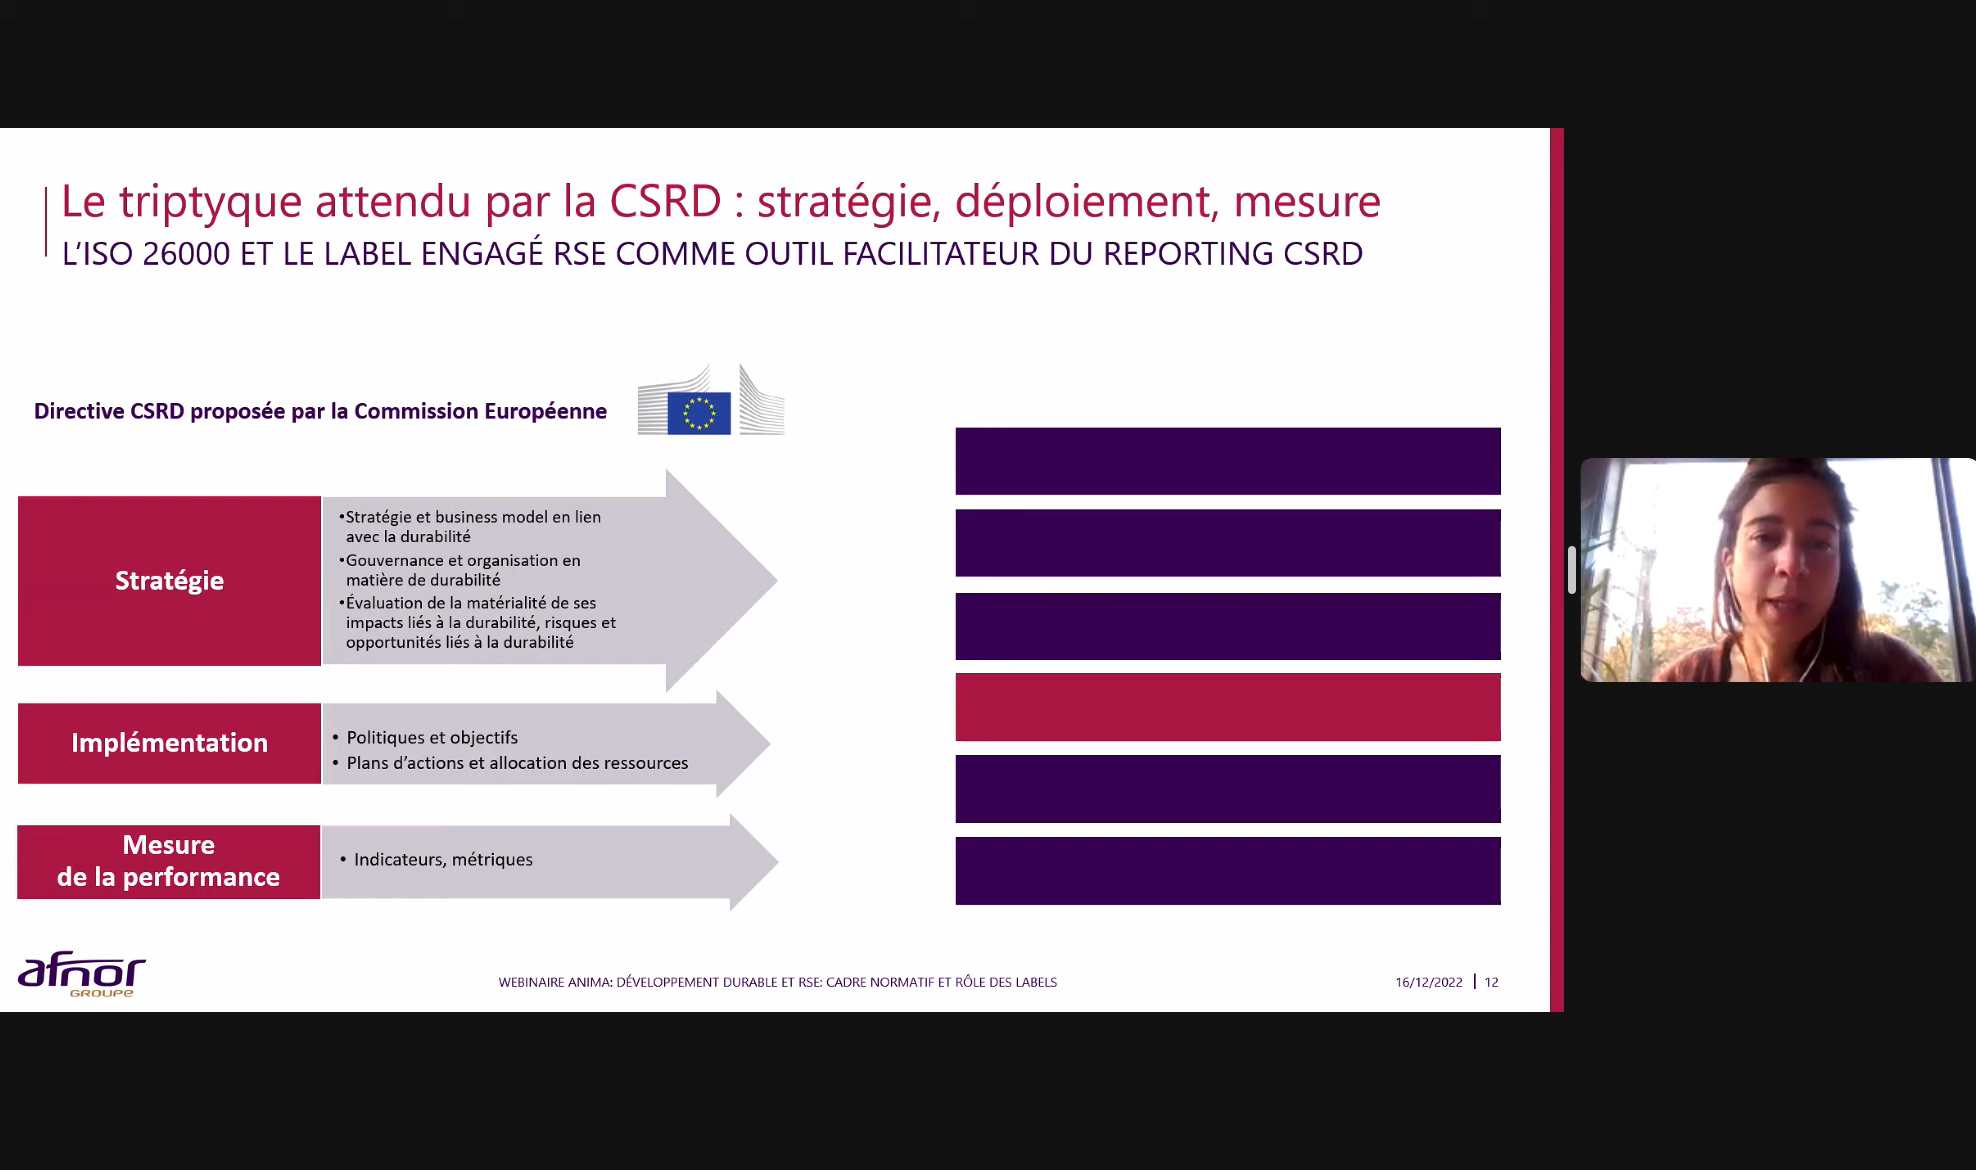 Le triptyque attendu par la CSRD : stratégie, déploiement, mesure
L'ISO 26000 ET LE LABEL ENGAGÉ RSE COMME OUTIL FACILITATEUR DU REPORTING CSRD
Directive CSRD proposée par la Commission Européenne
Stratégie
•Stratégie et business model en lien
avec la durabilité
•Gouvernance et organisation en
matière de durabilité
•Évaluation de la matérialité de ses
impacts liés à la durabilité, risques et
opportunités liés à la durabilité
Implémentation
• Politiques et objectifs
• Plans d’actions et allocation des ressources
Mesure
de la performance
• Indicateurs, métriques
afnor
GROUPE
WEBINAIRE ANIMA: DÉVELOPPEMENT DURABLE ET RSE: CADRE NORMATIF ET RÔLE DES LABELS
16/12/2022 | 12